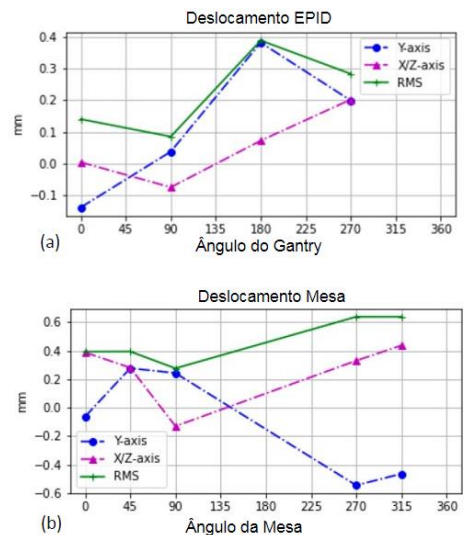 Deslocamento EPID
0.4
0.3
0.2
0.1
0.0
−0.1
mm
Y-axis
X/Z-axis
RMS
0 45 90 135 180 225 270 315 360
(a) Ângulo do Gantry
Deslocamento Mesa
0.6
0.4
0.2
0.0
−0.2
−0.4
−0.6
mm
Y-axis
X/Z-axis
RMS
0 45 90 135 180 225 270 315 360
(b) Ângulo da Mesa